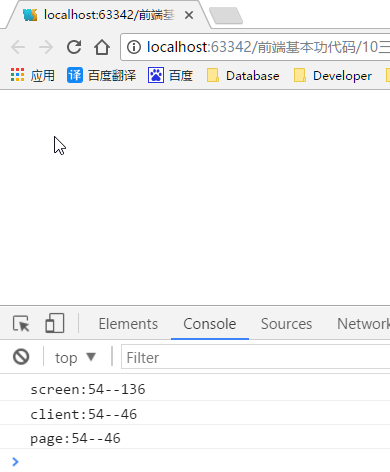 localhost:63342/前端基
localhost:63342/前端基本功代码/10三
应用 译 百度翻译 百度 Database Developer
Elements Console Sources Network
top Filter
screen:54--136
client:54--46
page:54--46